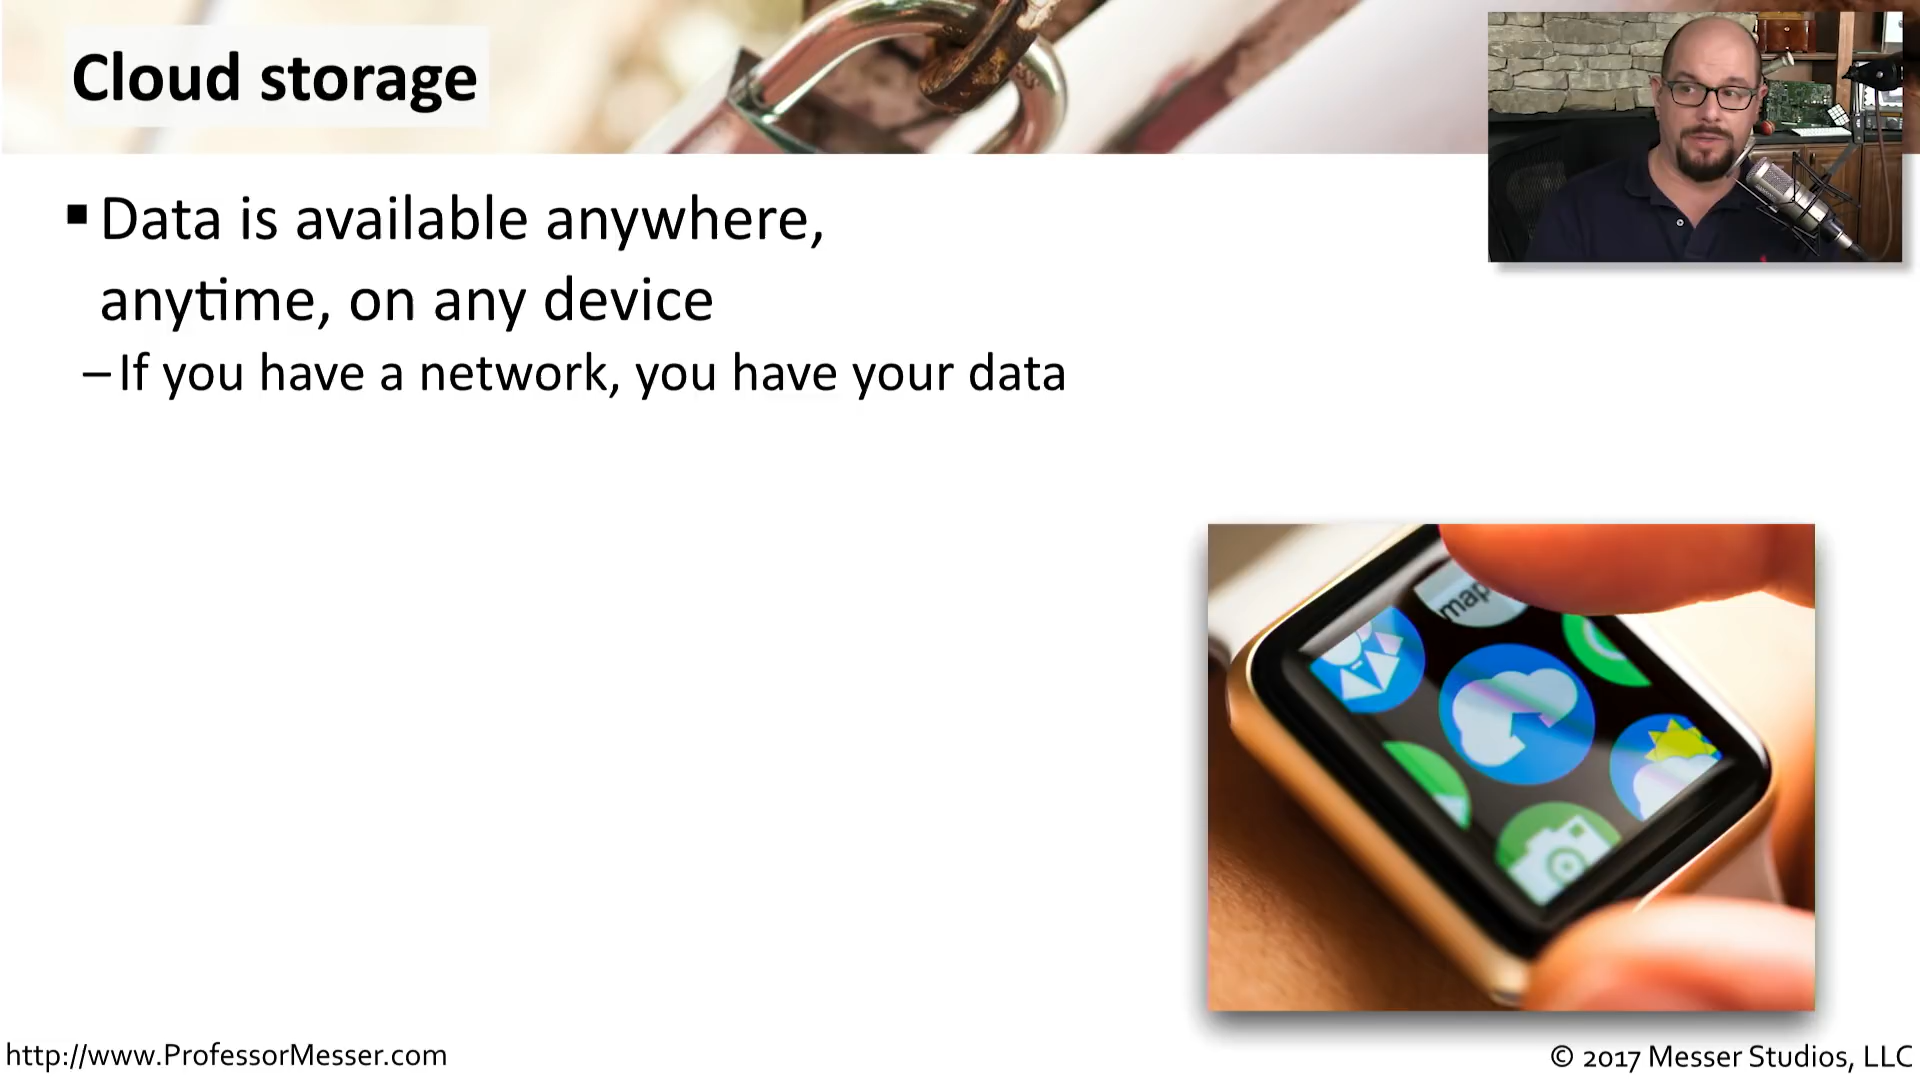 Cloud storage
▪ Data is available anywhere,
anytime, on any device
– If you have a network, you have your data
map
http://www.ProfessorMesser.com
© 2017 Messer Studios, LLC